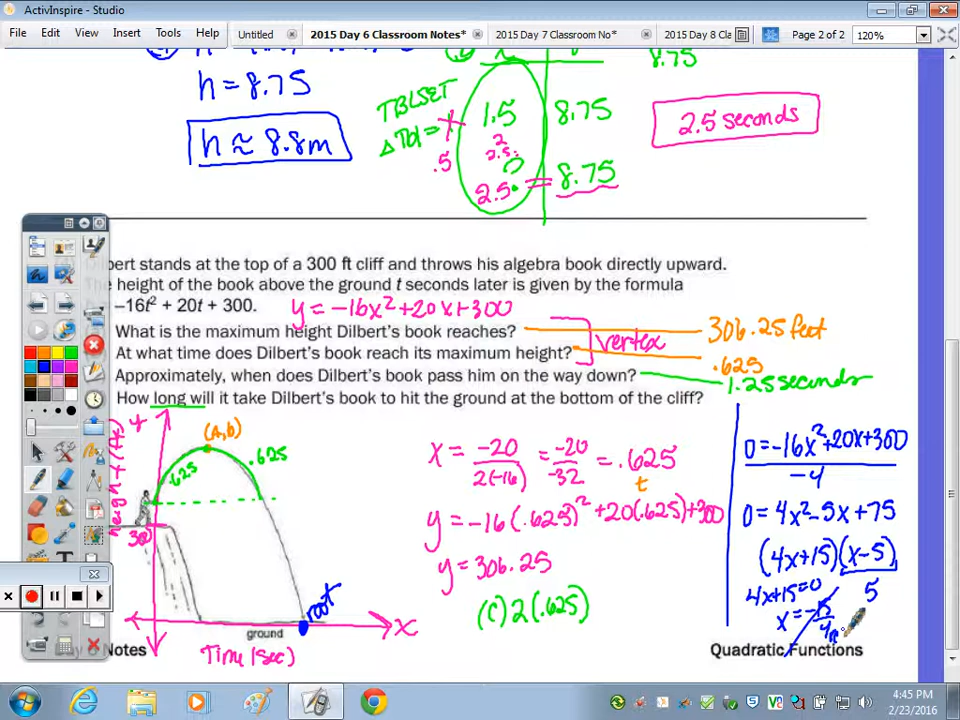 ActivInspire - Studio
File Edit View Insert Tools Help
Untitled
2015 Day 6 Classroom Notes*
2015 Day 7 Classroom No*
2015 Day 8 Cla
Page 2 of 2
120%
8.75
h = 8.75
h ≈ 8.8m
TBLSET
△Tbl = 1
.5
1.5 8.75
2
2.5
2.5 = 8.75
2.5 seconds
bert stands at the top of a 300 ft cliff and throws his algebra book directly upward.
he height of the book above the ground t seconds later is given by the formula
−16t² + 20t + 300.
y = -16x² + 20x + 300
What is the maximum height Dilbert's book reaches?
306.25 feet
At what time does Dilbert's book reach its maximum height?
vertex
.625
Approximately, when does Dilbert's book pass him on the way down?
1.25 seconds
How long will it take Dilbert's book to hit the ground at the bottom of the cliff?
y
(A,b)
.625
.625
300
root
x
ground
Time (sec)
x = -20/2(-16) = -20/-32 = .625
t
y = -16(.625)² + 20(.625) + 300
y = 306.25
(c) 2(.625)
0 = -16x² + 20x + 300
-4
0 = 4x² - 5x + 75
(4x+15)(x-5)
4x+15=0
5
x = -15/4
6 Notes
Quadratic Functions
4:45 PM
2/23/2016